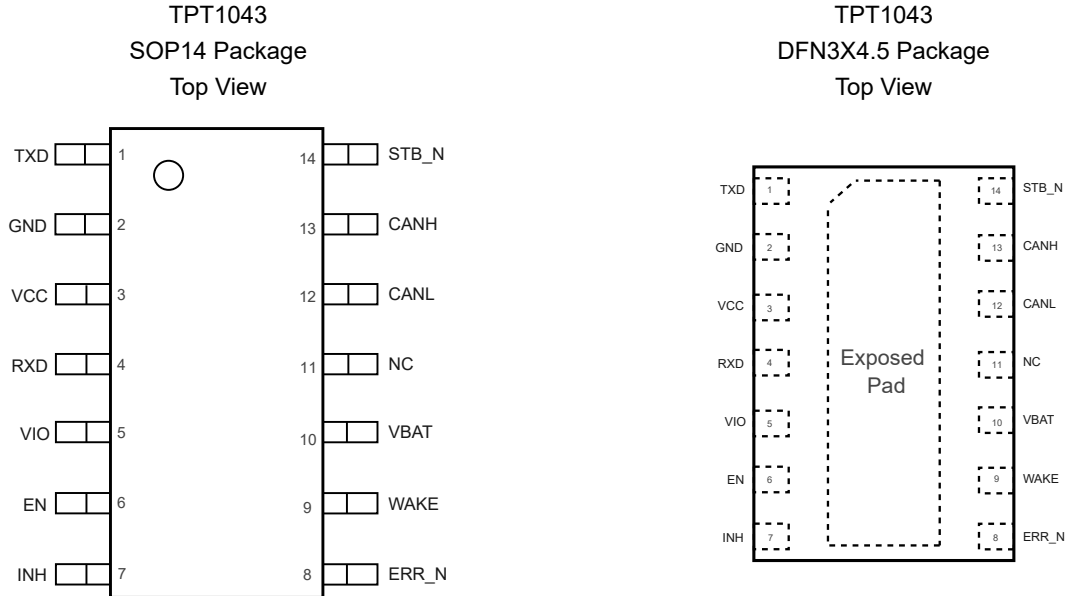 TPT1043
SOP14 Package
Top View
TXD 1 14 STB_N
GND 2 13 CANH
VCC 3 12 CANL
RXD 4 11 NC
VIO 5 10 VBAT
EN 6 9 WAKE
INH 7 8 ERR_N
TPT1043
DFN3X4.5 Package
Top View
TXD 1 14 STB_N
GND 2 13 CANH
VCC 3 12 CANL
RXD 4 11 NC
VIO 5 10 VBAT
EN 6 9 WAKE
INH 7 8 ERR_N
Exposed
Pad